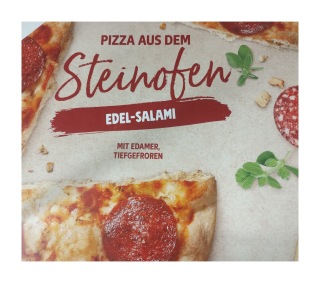 PIZZA AUS DEM
Steinofen
EDEL-SALAMI
MIT EDAMER,
TIEFGEFROREN